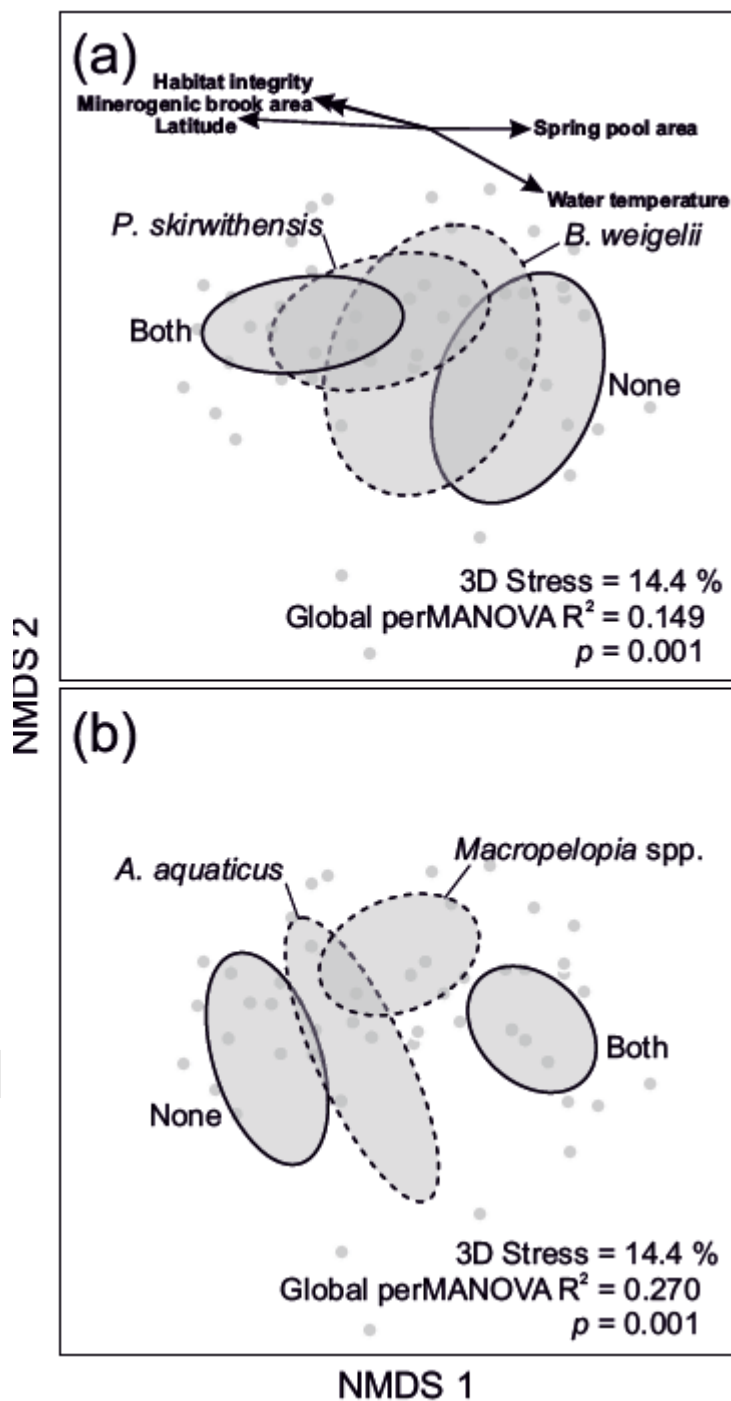 (a)
Habitat integrity
Minerogenic brook area
Latitude
Spring pool area
Water temperature
P. skirwithensis
B. weigelii
Both
None
3D Stress = 14.4 %
Global perMANOVA R² = 0.149
p = 0.001
NMDS 2
(b)
Macropelopia spp.
A. aquaticus
Both
None
3D Stress = 14.4 %
Global perMANOVA R² = 0.270
p = 0.001
NMDS 1